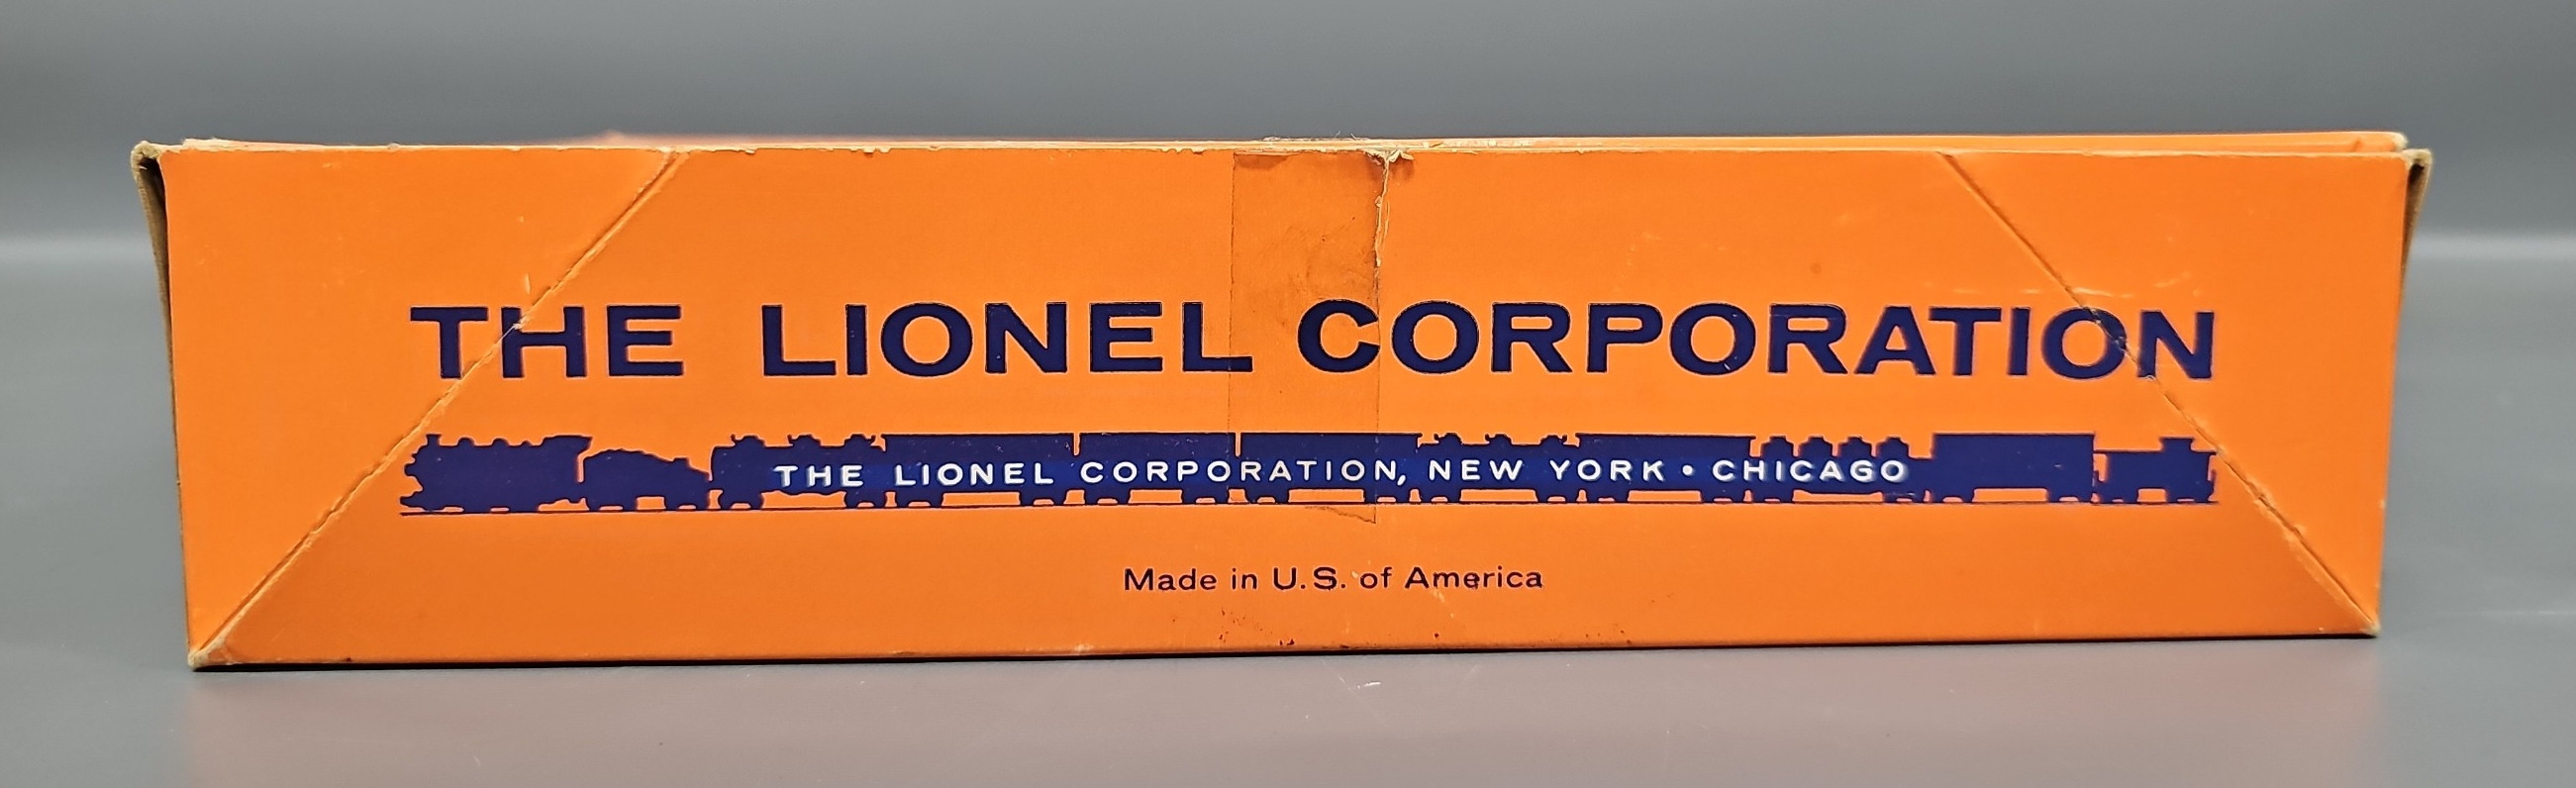 THE LIONEL CORPORATION
THE LIONEL CORPORATION, NEW YORK • CHICAGO
Made in U.S. of America